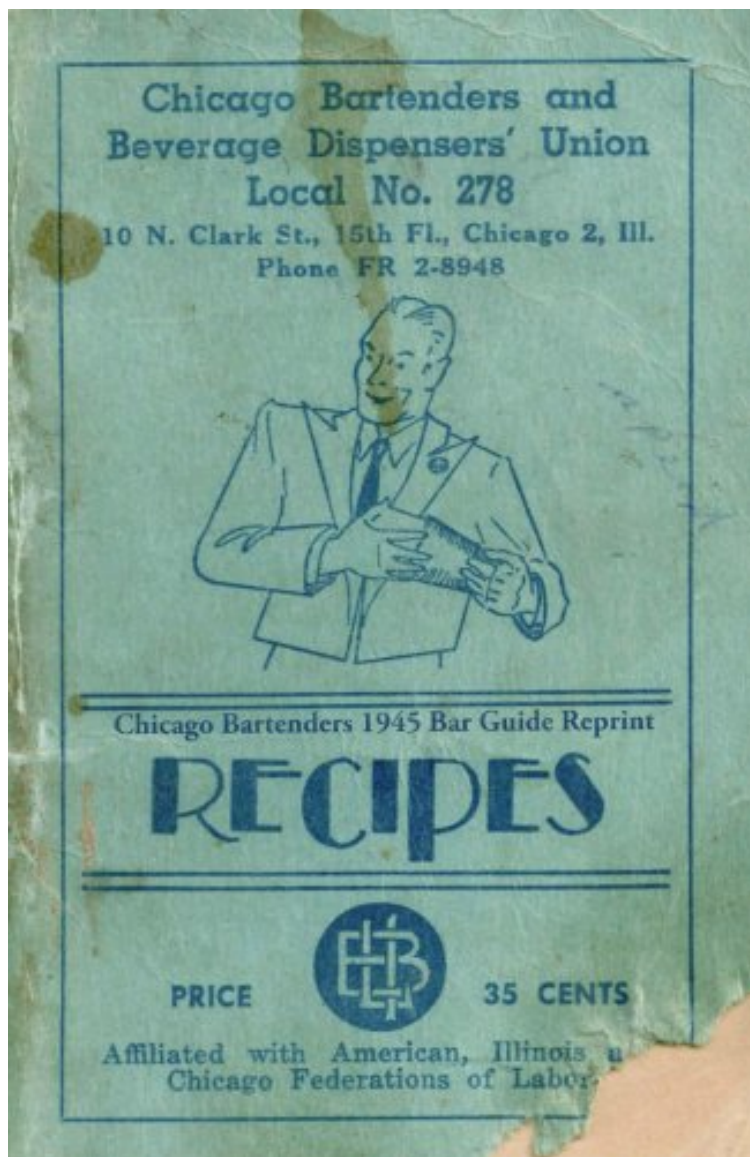 Chicago Bartenders and
Beverage Dispensers' Union
Local No. 278
10 N. Clark St., 15th Fl., Chicago 2, Ill.
Phone FR 2-8948
Chicago Bartenders 1945 Bar Guide Reprint
RECIPES
PRICE 35 CENTS
Affiliated with American, Illinois a
Chicago Federations of Labor